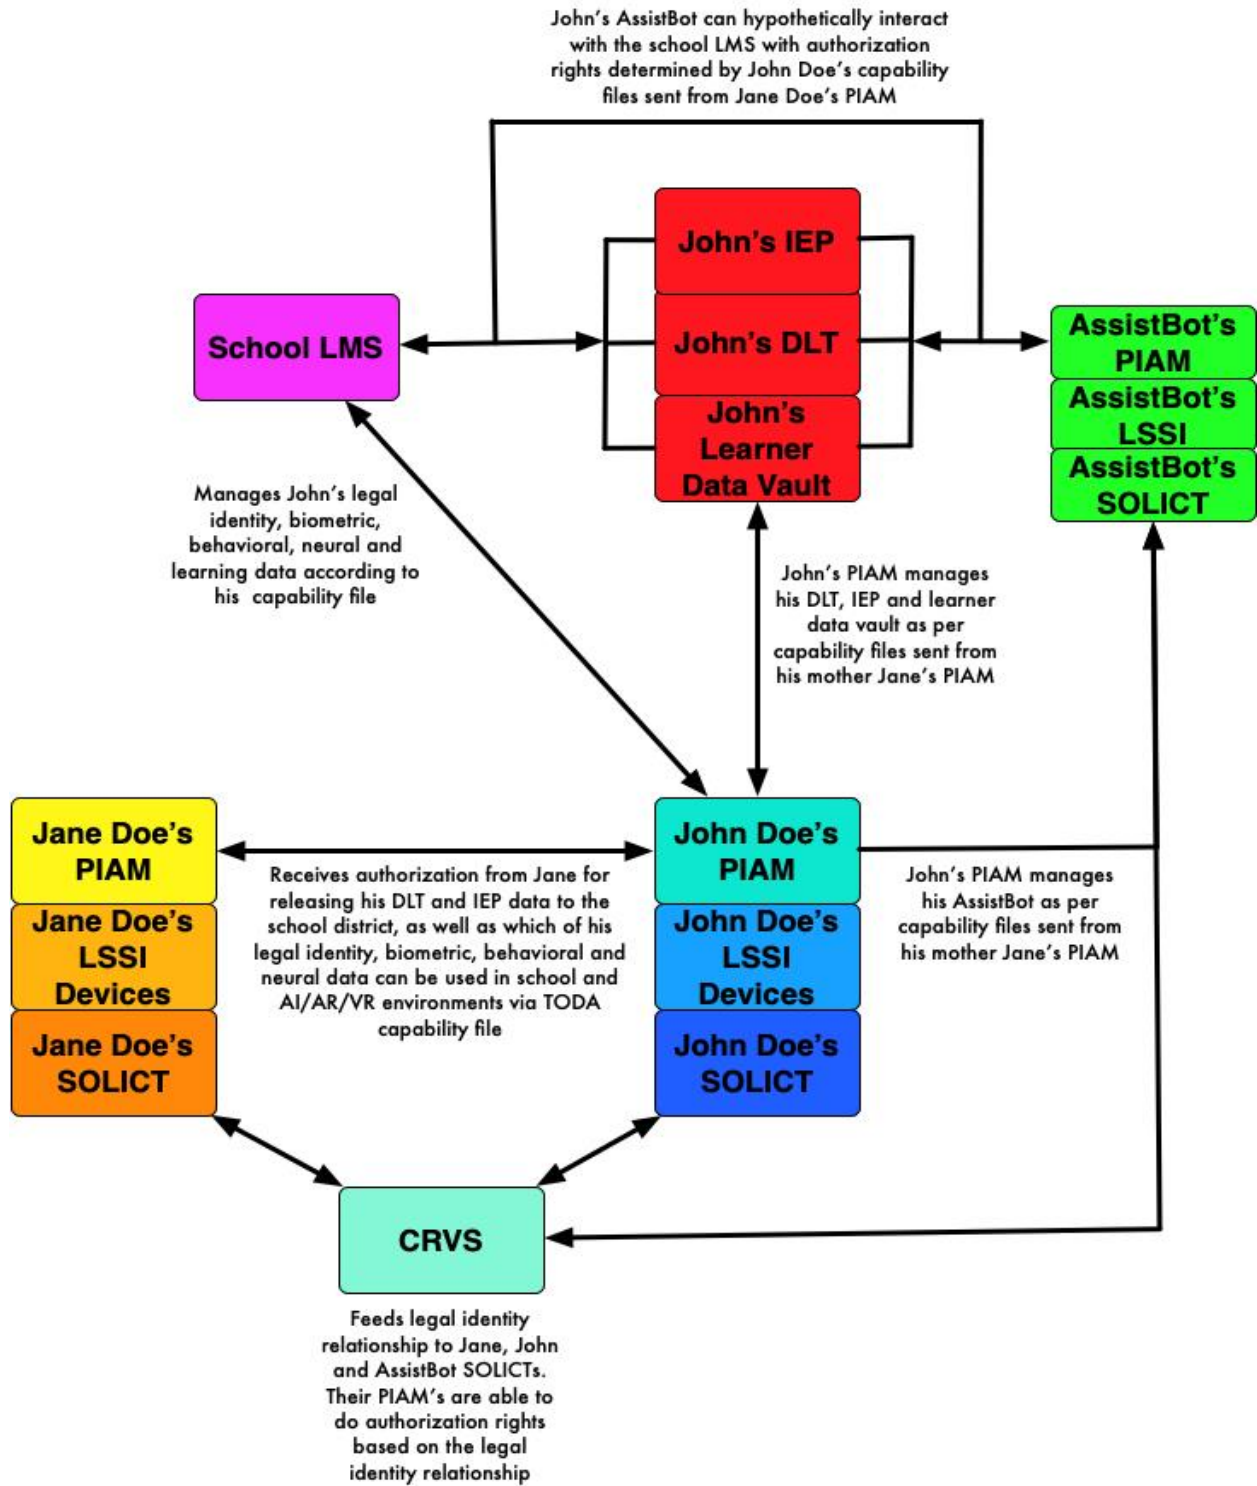 John's AssistBot can hypothetically interact
with the school LMS with authorization
rights determined by John Doe's capability
files sent from Jane Doe's PIAM
John's IEP
School LMS
John's DLT
AssistBot's
PIAM
AssistBot's
LSSI
AssistBot's
SOLICT
John's
Learner
Data Vault
Manages John's legal
identity, biometric,
behavioral, neural and
learning data according to
his capability file
John's PIAM manages
his DLT, IEP and learner
data vault as per
capability files sent from
his mother Jane's PIAM
Jane Doe's
PIAM
Jane Doe's
LSSI
Devices
Jane Doe's
SOLICT
Receives authorization from Jane for
releasing his DLT and IEP data to the
school district, as well as which of his
legal identity, biometric, behavioral and
neural data can be used in school and
AI/AR/VR environments via TODA
capability file
John Doe's
PIAM
John Doe's
LSSI
Devices
John Doe's
SOLICT
John's PIAM manages
his AssistBot as per
capability files sent from
his mother Jane's PIAM
CRVS
Feeds legal identity
relationship to Jane, John
and AssistBot SOLICTs.
Their PIAM's are able to
do authorization rights
based on the legal
identity relationship